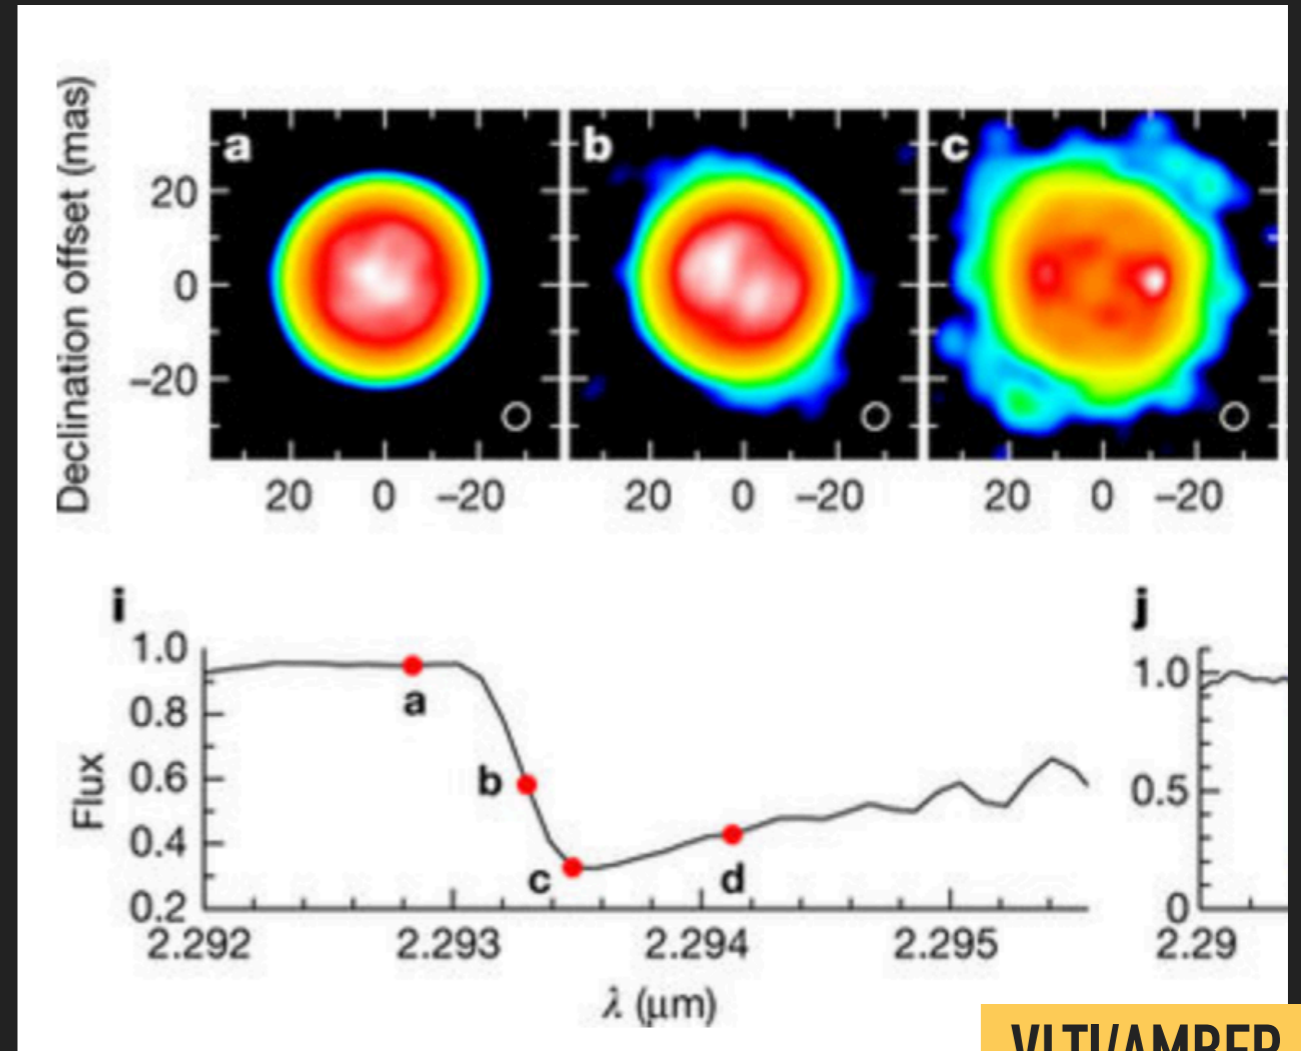 Declination offset (mas)
a
b
c
20
0
−20
20 0 −20
20 0 −20
20 0 −20
i
j
Flux
1.0
0.8
0.6
0.4
0.2
a
b
c
d
2.292 2.293 2.294 2.295
λ (μm)
1.0
0.5
0
2.29
VLTI/AMBER